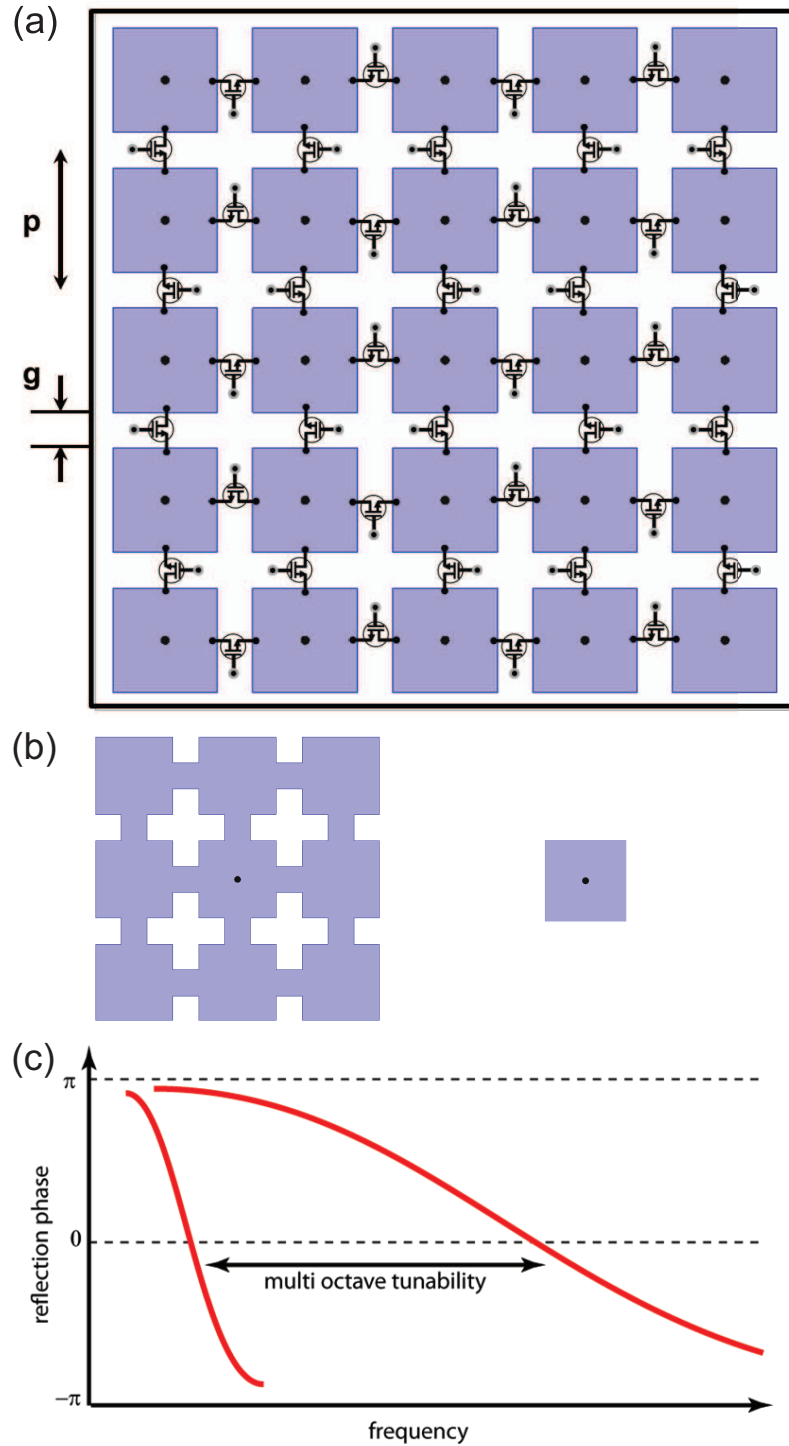 (a)
p
g
(b)
(c)
π
0
−π
reflection phase
multi octave tunability
frequency